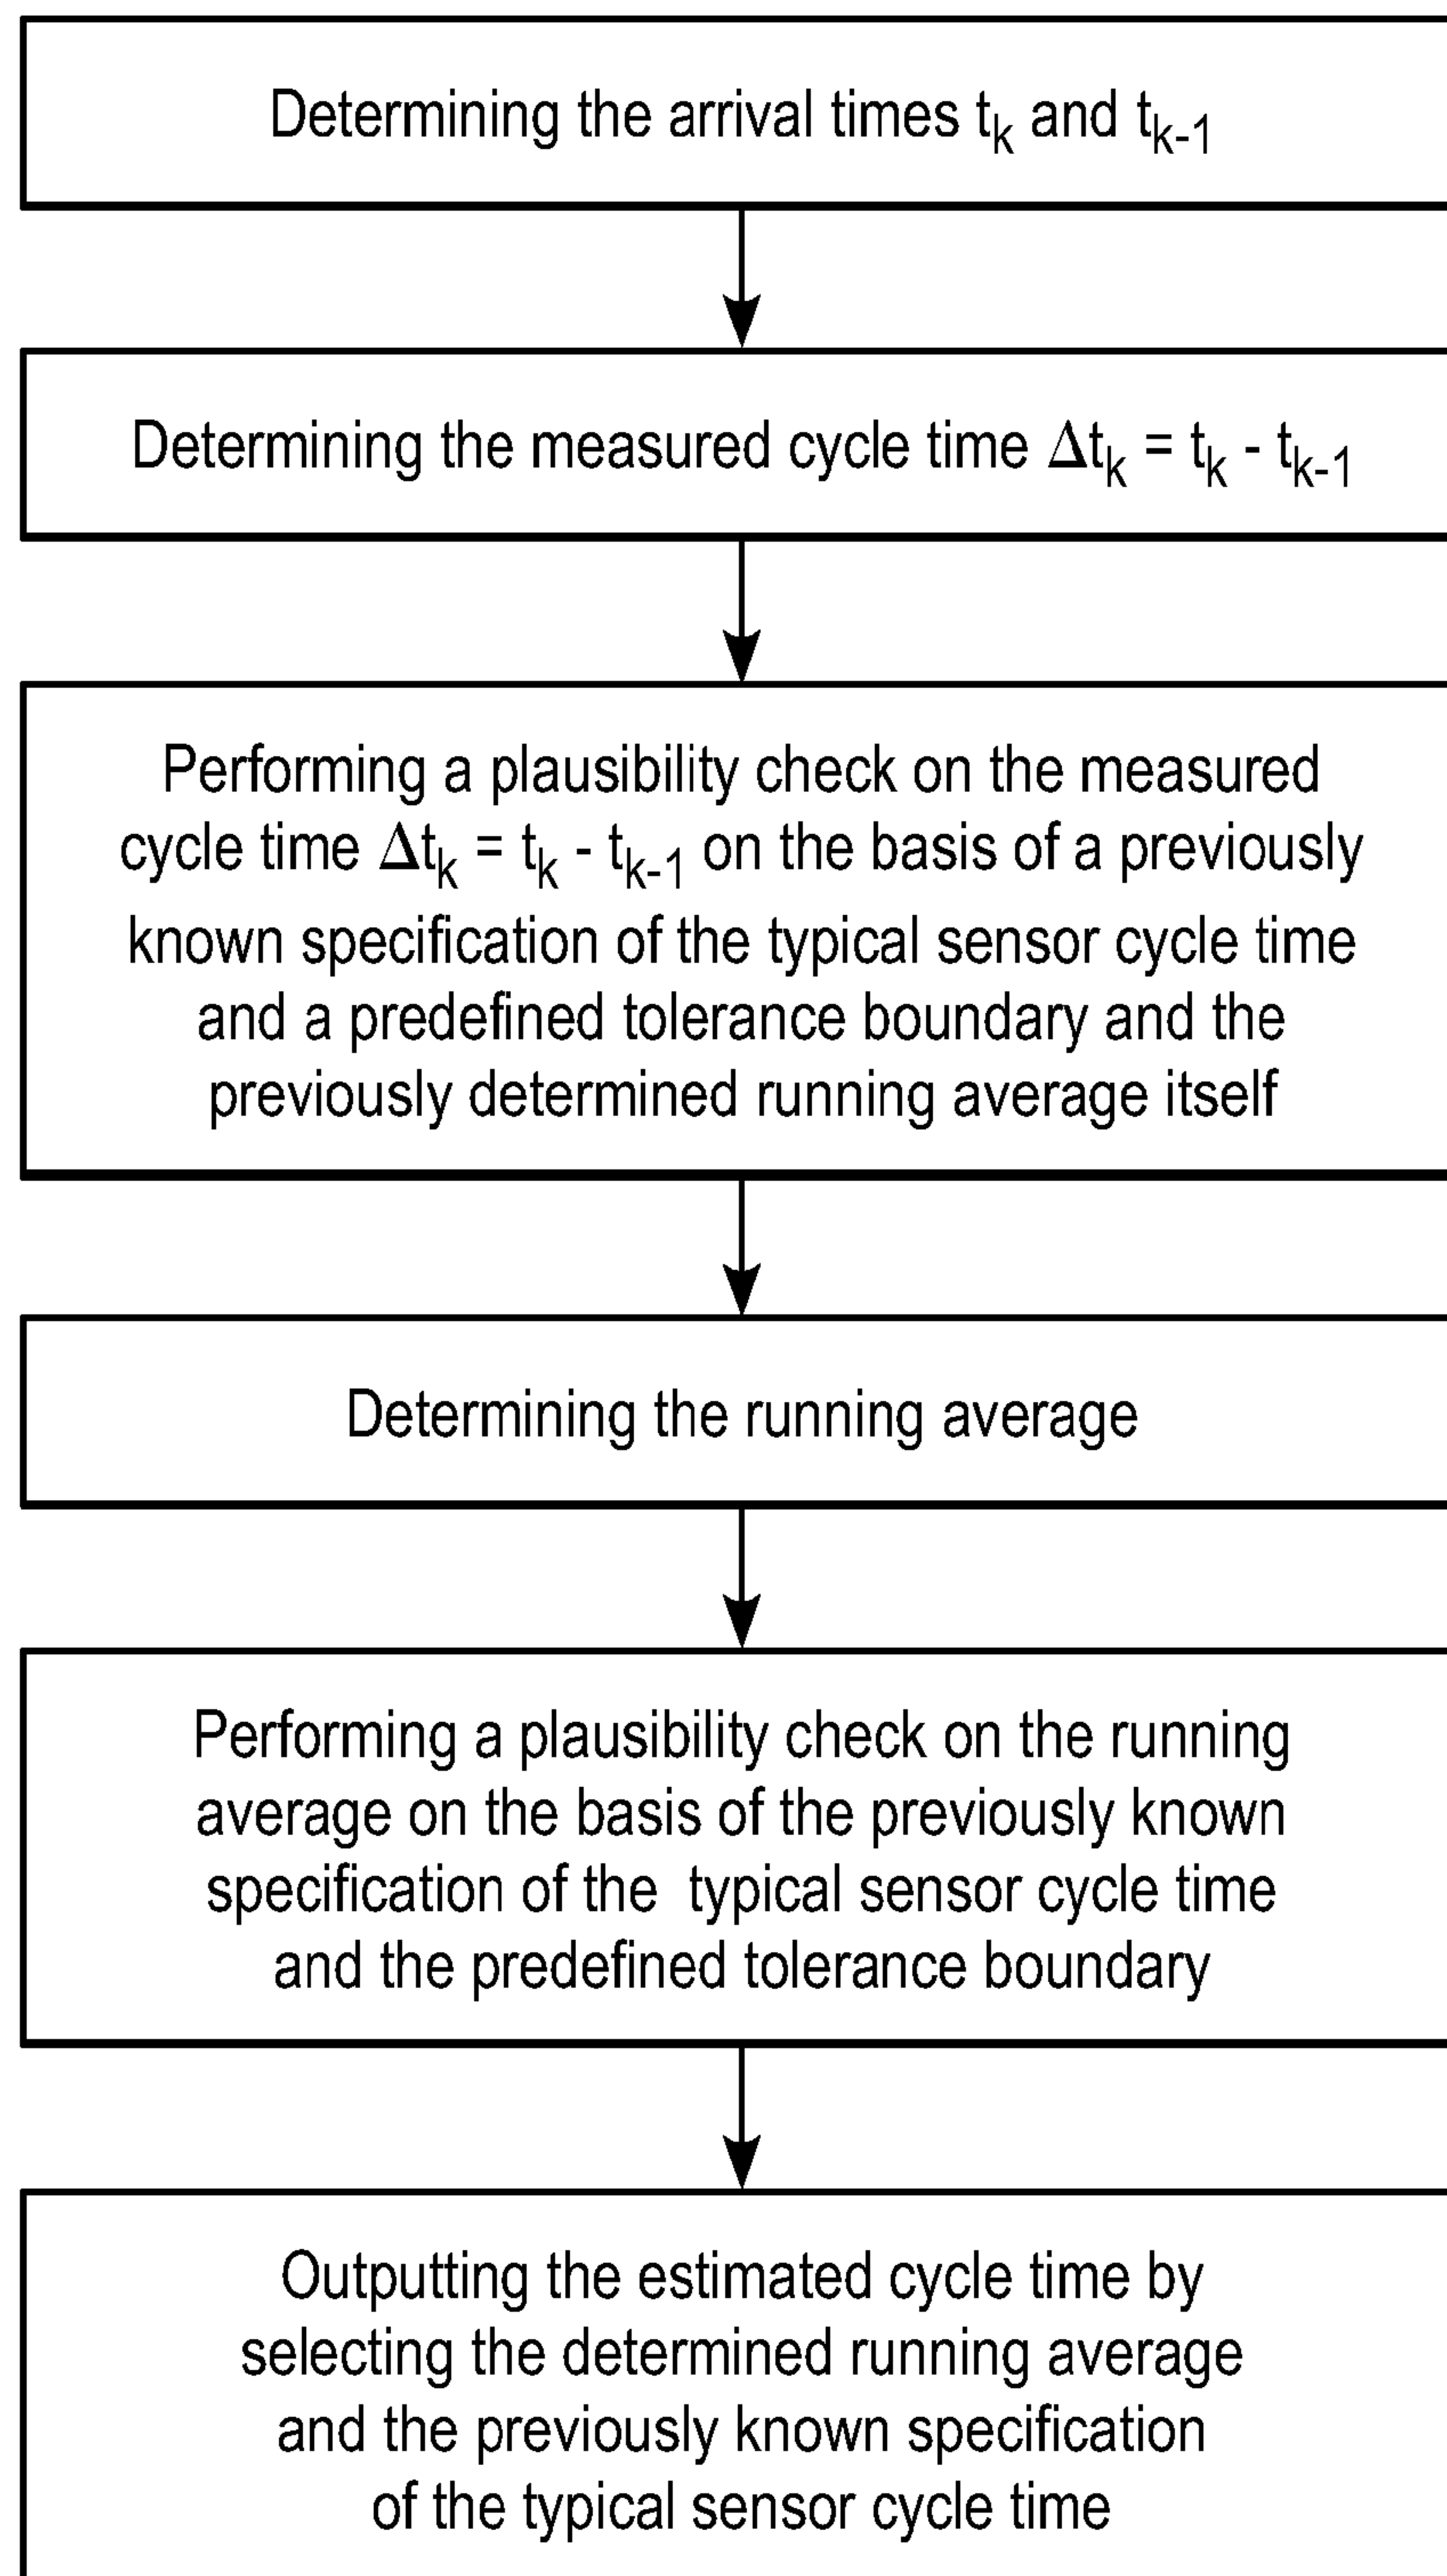 Determining the arrival times tₖ and tₖ₋₁
Determining the measured cycle time Δtₖ = tₖ - tₖ₋₁
Performing a plausibility check on the measured
cycle time Δtₖ = tₖ - tₖ₋₁ on the basis of a previously
known specification of the typical sensor cycle time
and a predefined tolerance boundary and the
previously determined running average itself
Determining the running average
Performing a plausibility check on the running
average on the basis of the previously known
specification of the typical sensor cycle time
and the predefined tolerance boundary
Outputting the estimated cycle time by
selecting the determined running average
and the previously known specification
of the typical sensor cycle time